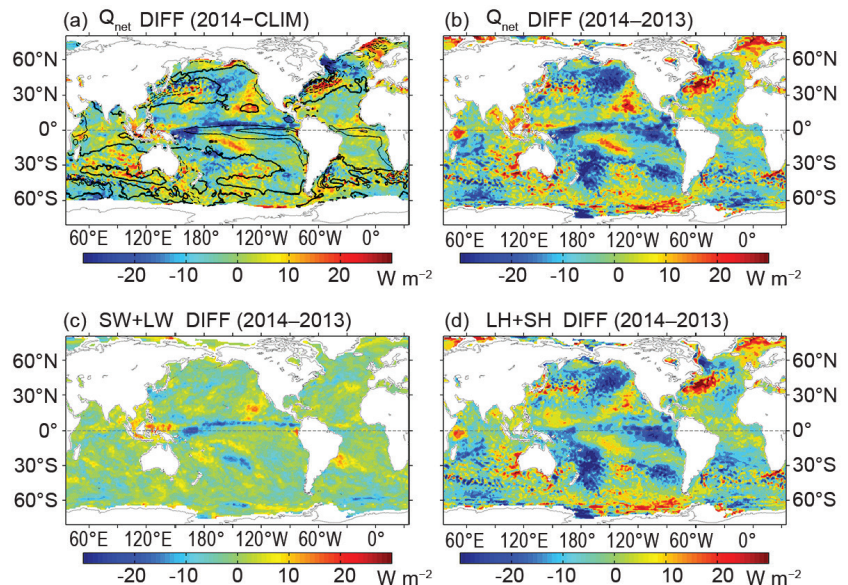 (a) Qnet DIFF (2014−CLIM)
60°N
30°N
0°
30°S
60°S
60°E 120°E 180° 120°W 60°W 0°
-20 -10 0 10 20 W m−2
(b) Qnet DIFF (2014–2013)
60°N
30°N
0°
30°S
60°S
60°E 120°E 180° 120°W 60°W 0°
-20 -10 0 10 20 W m−2
(c) SW+LW DIFF (2014–2013)
60°N
30°N
0°
30°S
60°S
60°E 120°E 180° 120°W 60°W 0°
-20 -10 0 10 20 W m−2
(d) LH+SH DIFF (2014–2013)
60°N
30°N
0°
30°S
60°S
60°E 120°E 180° 120°W 60°W 0°
-20 -10 0 10 20 W m−2